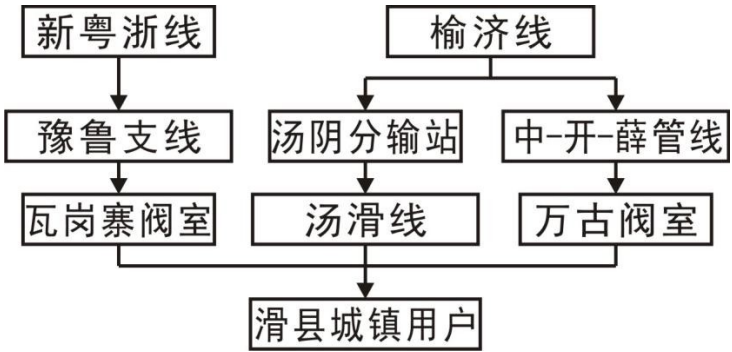 新粤浙线
榆济线
豫鲁支线
汤阴分输站
中-开-薛管线
瓦岗寨阀室
汤滑线
万古阀室
滑县城镇用户